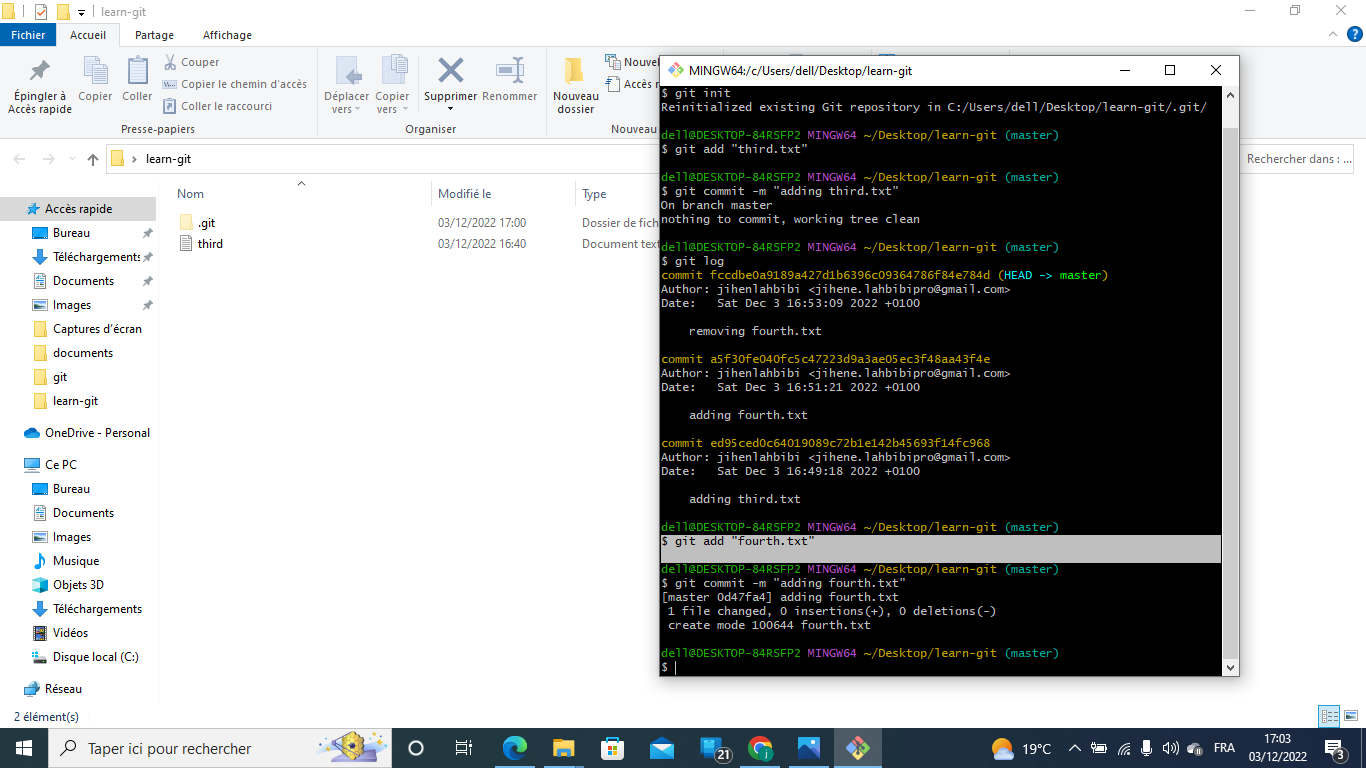 learn-git
Fichier
Accueil
Partage
Affichage
Épingler à
Accès rapide
Copier
Coller
Couper
Copier le chemin d'accès
Coller le raccourci
Presse-papiers
Déplacer
vers
Copier
vers
Supprimer
Renommer
Organiser
Nouveau
dossier
Nouvel
Accès r
Nouveau
learn-git
Rechercher dans : ...
Nom
Modifié le
Type
.git
03/12/2022 17:00
Dossier de fich
third
03/12/2022 16:40
Document text
Accès rapide
Bureau
Téléchargements
Documents
Images
Captures d'écran
documents
git
learn-git
OneDrive - Personal
Ce PC
Bureau
Documents
Images
Musique
Objets 3D
Téléchargements
Vidéos
Disque local (C:)
Réseau
2 élément(s)
MINGW64:/c/Users/dell/Desktop/learn-git
$ git init
Reinitialized existing Git repository in C:/Users/dell/Desktop/learn-git/.git/
dell@DESKTOP-84RSFP2 MINGW64 ~/Desktop/learn-git (master)
$ git add "third.txt"
dell@DESKTOP-84RSFP2 MINGW64 ~/Desktop/learn-git (master)
$ git commit -m "adding third.txt"
On branch master
nothing to commit, working tree clean
dell@DESKTOP-84RSFP2 MINGW64 ~/Desktop/learn-git (master)
$ git log
commit fccdbe0a9189a427d1b6396c09364786f84e784d (HEAD -> master)
Author: jihenlahbibi <jihene.lahbibipro@gmail.com>
Date:   Sat Dec 3 16:53:09 2022 +0100
removing fourth.txt
commit a5f30fe040fc5c47223d9a3ae05ec3f48aa43f4e
Author: jihenlahbibi <jihene.lahbibipro@gmail.com>
Date:   Sat Dec 3 16:51:21 2022 +0100
adding fourth.txt
commit ed95ced0c64019089c72b1e142b45693f14fc968
Author: jihenlahbibi <jihene.lahbibipro@gmail.com>
Date:   Sat Dec 3 16:49:18 2022 +0100
adding third.txt
dell@DESKTOP-84RSFP2 MINGW64 ~/Desktop/learn-git (master)
$ git add "fourth.txt"
dell@DESKTOP-84RSFP2 MINGW64 ~/Desktop/learn-git (master)
$ git commit -m "adding fourth.txt"
[master 0d47fa4] adding fourth.txt
1 file changed, 0 insertions(+), 0 deletions(-)
create mode 100644 fourth.txt
dell@DESKTOP-84RSFP2 MINGW64 ~/Desktop/learn-git (master)
$
Taper ici pour rechercher
21
19°C
FRA
17:03
03/12/2022
3